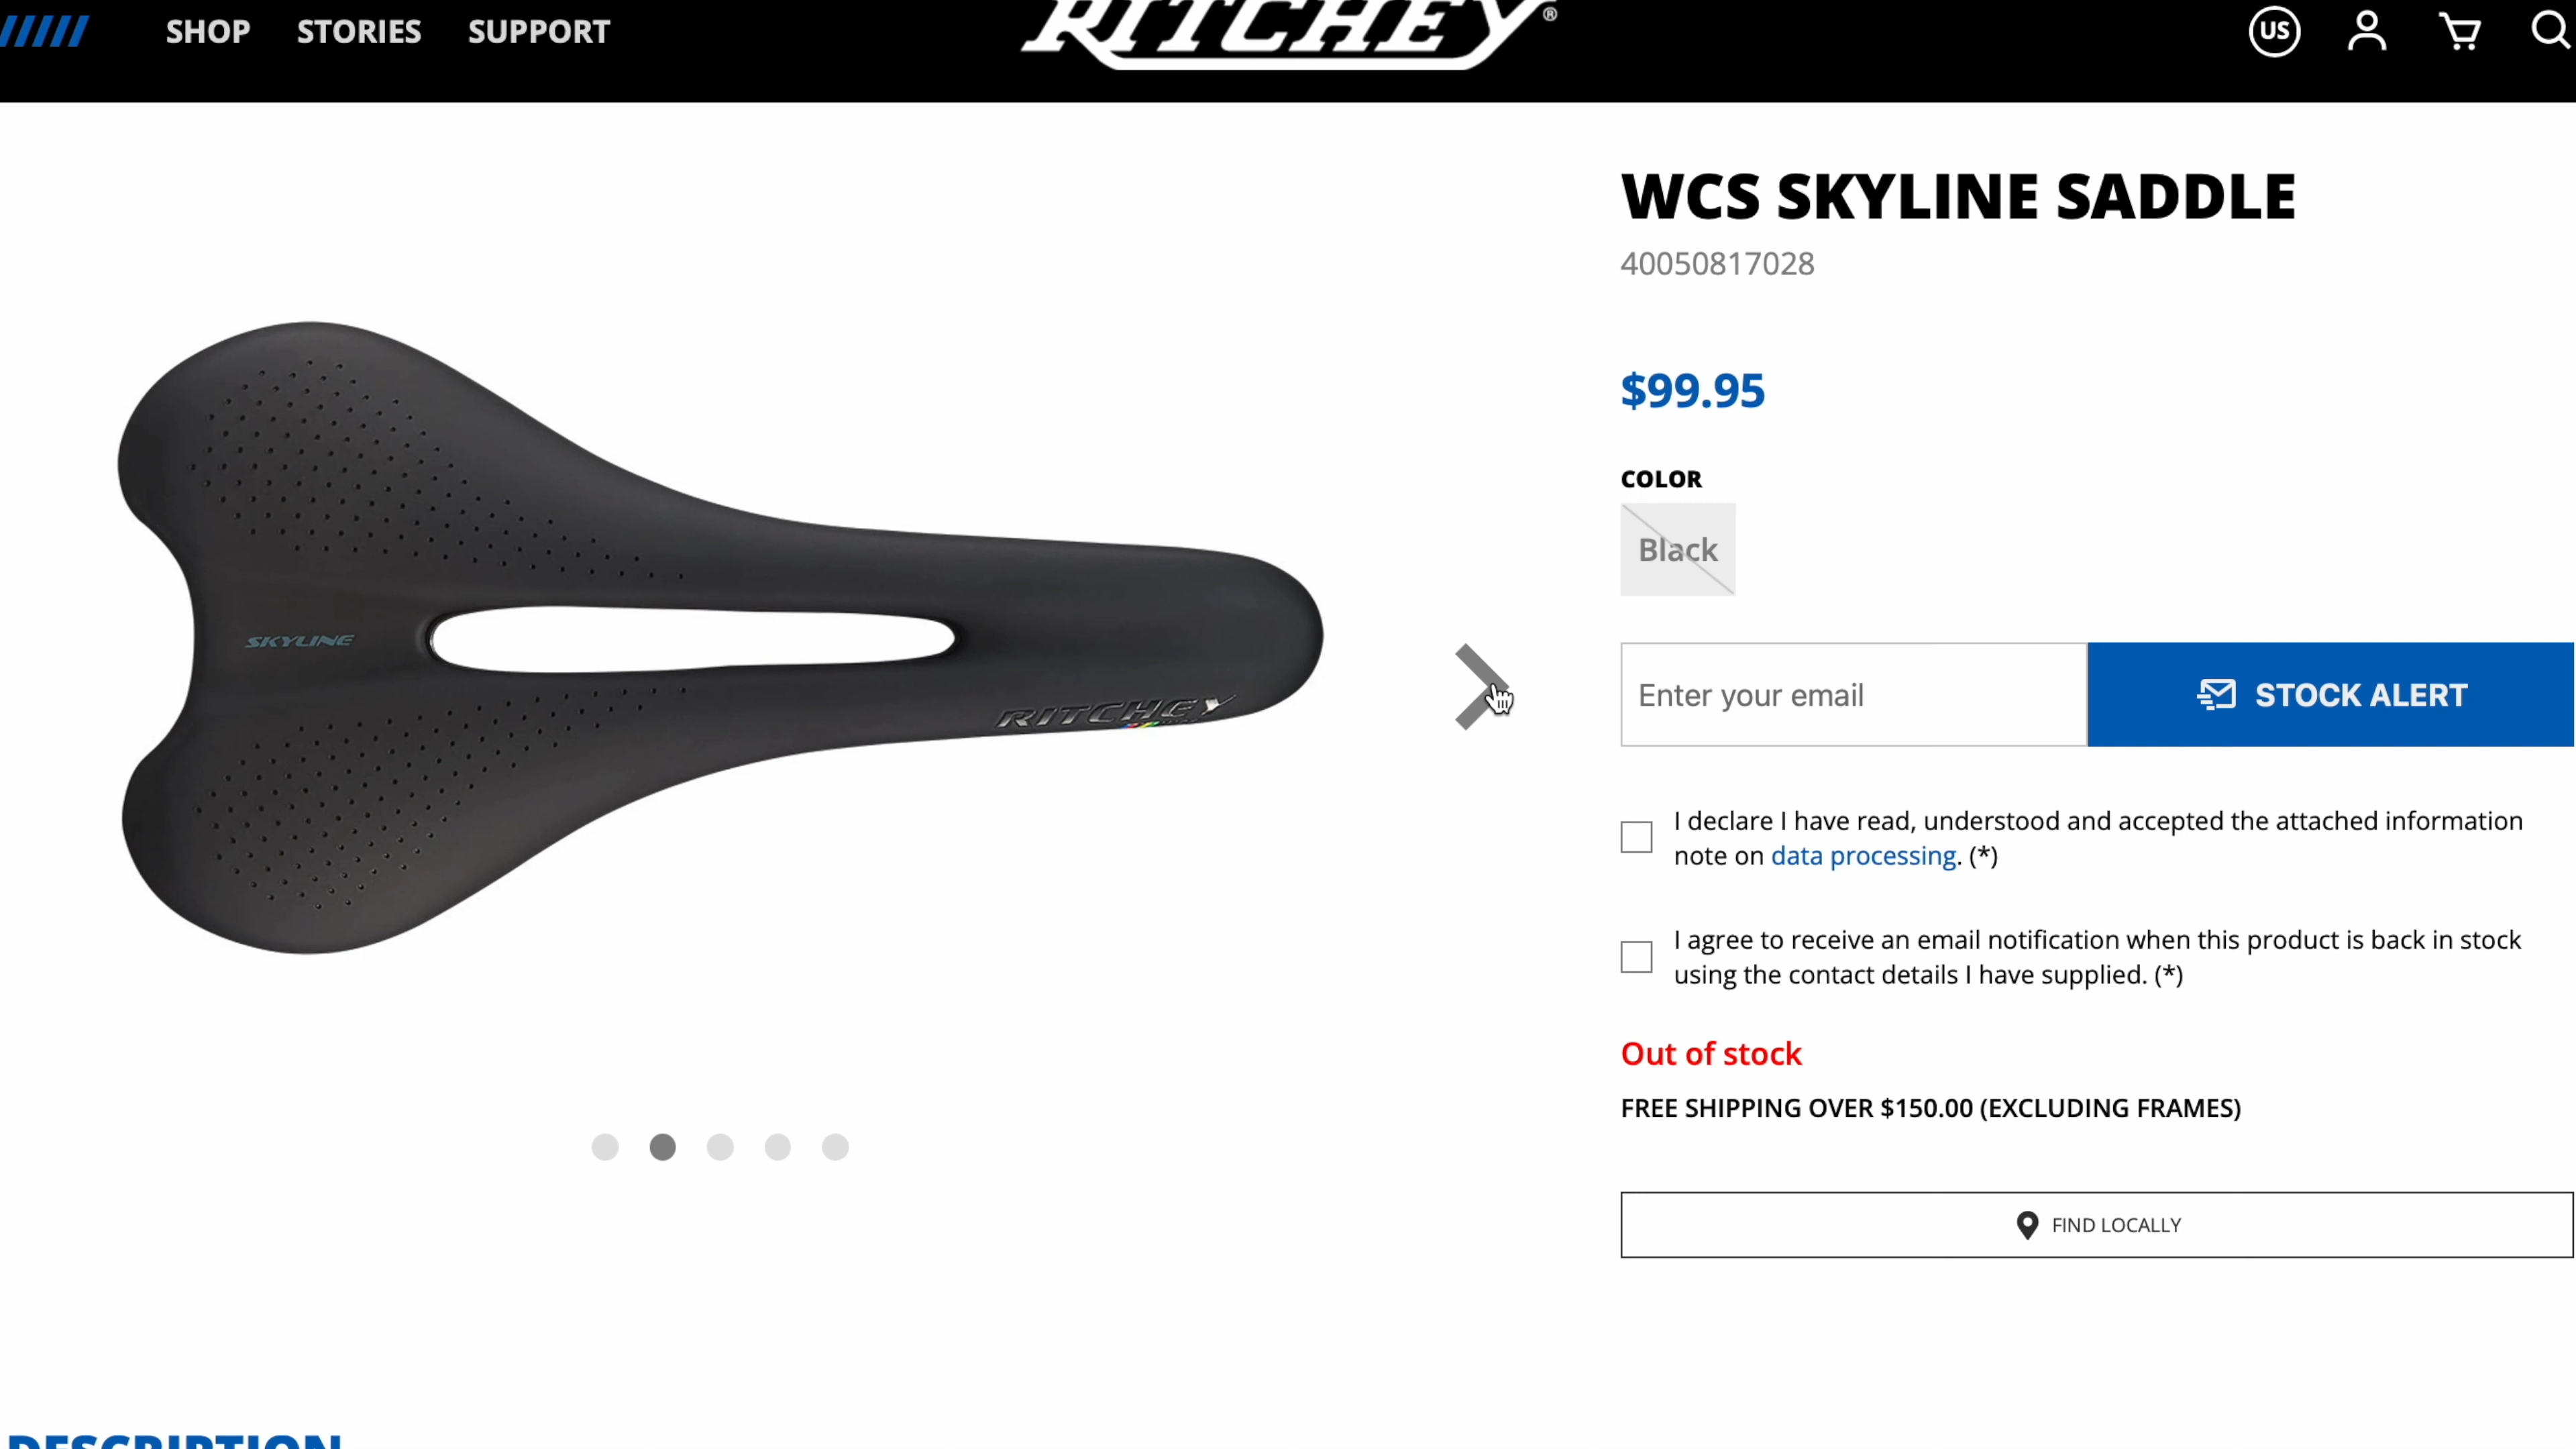 SHOP STORIES SUPPORT
RITCHEY®
US
WCS SKYLINE SADDLE
40050817028
$99.95
COLOR
Black
Enter your email
STOCK ALERT
I declare I have read, understood and accepted the attached information
note on data processing. (*)
I agree to receive an email notification when this product is back in stock
using the contact details I have supplied. (*)
Out of stock
FREE SHIPPING OVER $150.00 (EXCLUDING FRAMES)
FIND LOCALLY
SKYLINE
RITCHEY
DESCRIPTION